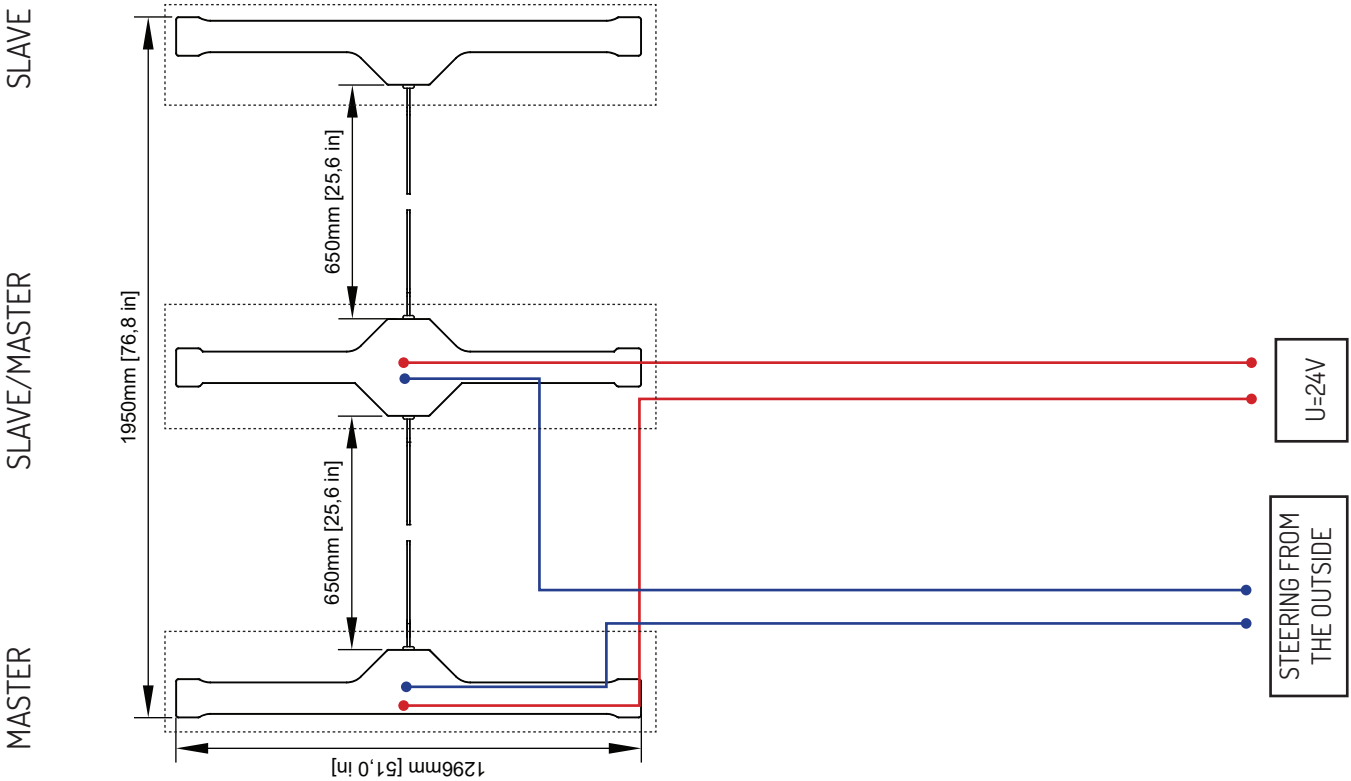 MASTER
SLAVE/MASTER
SLAVE
1950mm [76,8 in]
650mm [25,6 in]
650mm [25,6 in]
1296mm [51,0 in]
STEERING FROM
THE OUTSIDE
U=24V